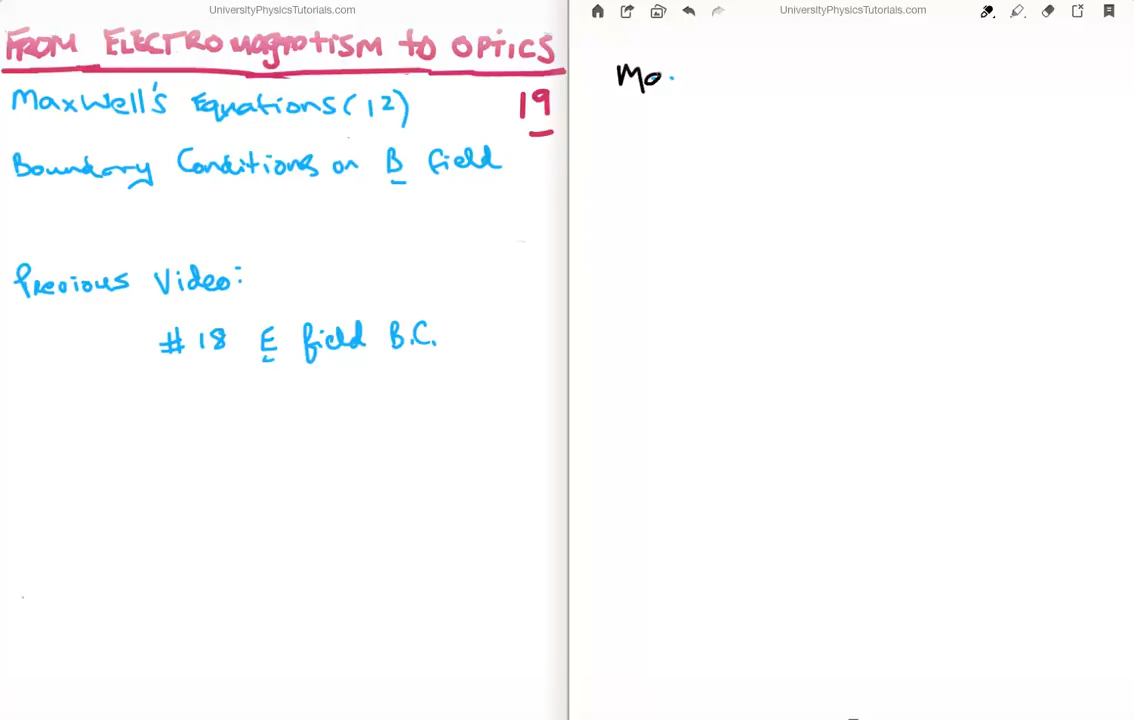 UniversityPhysicsTutorials.com
FROM ELECTROmagnetism to OPTICS
Maxwell's Equations (12) 19
Boundary Conditions on B field
Previous Video:
# 18 E field B.C.
UniversityPhysicsTutorials.com
Mo